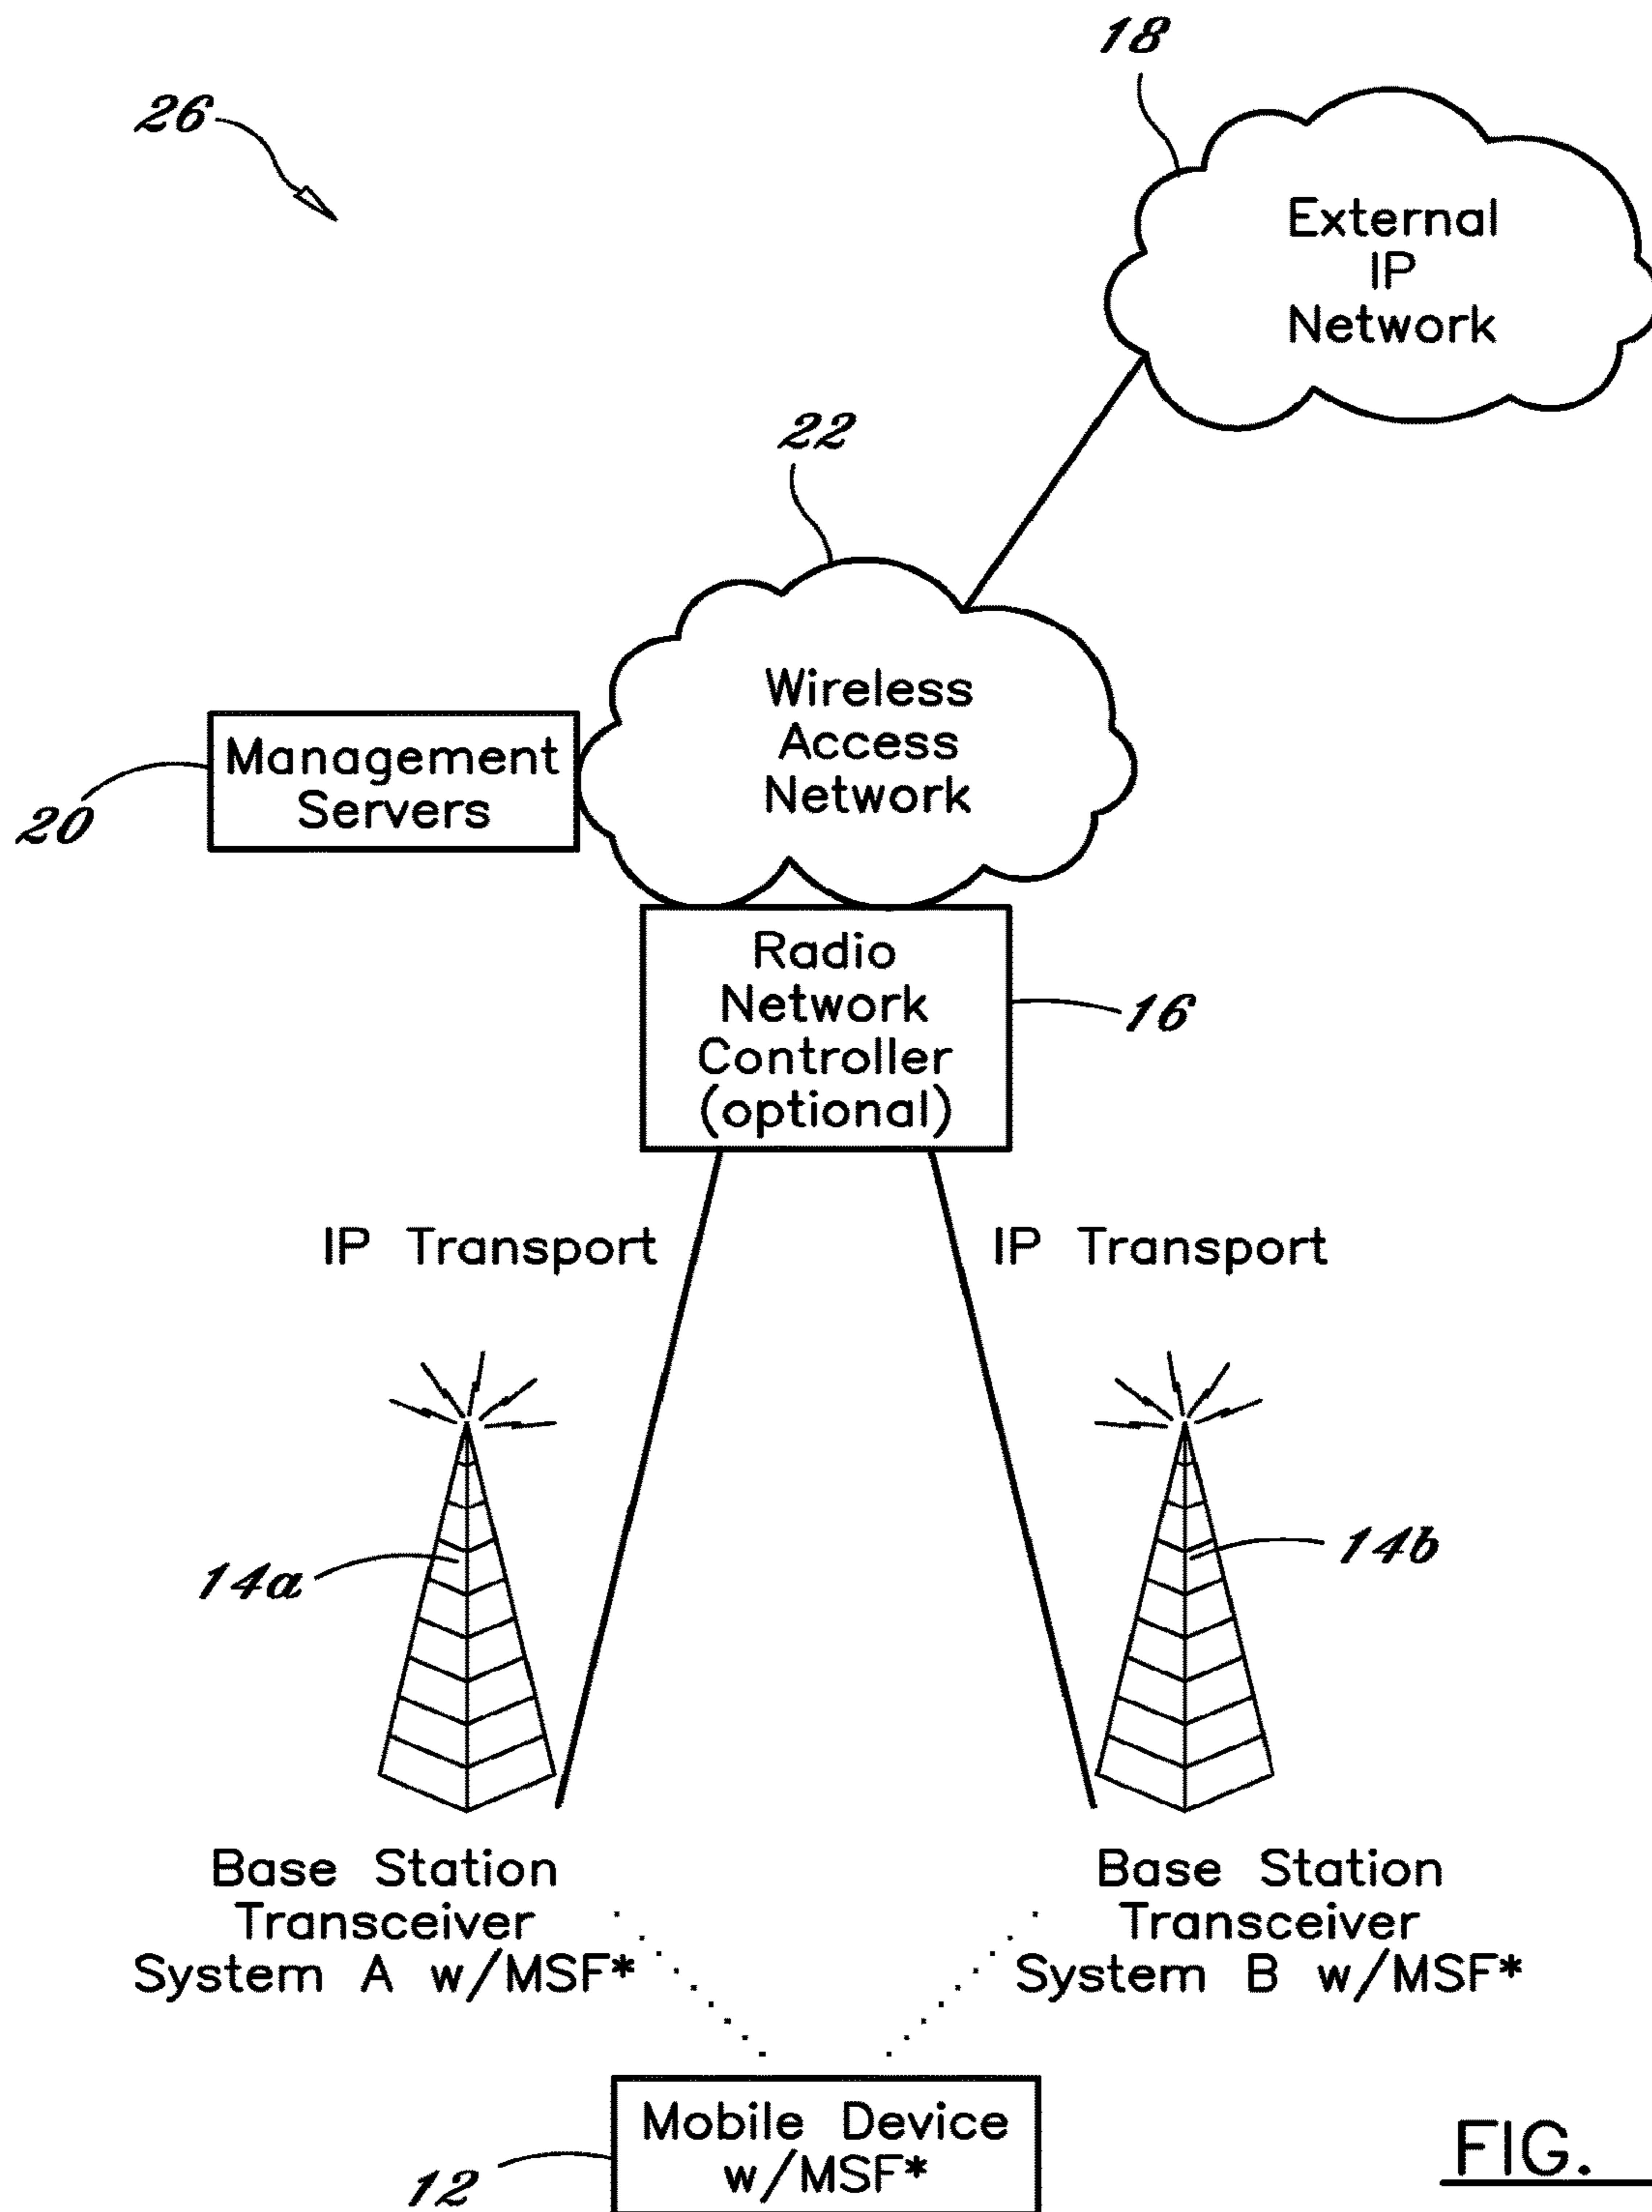 18
26
External
IP
Network
22
Wireless
Access
Network
Management
Servers
20
Radio
Network
Controller
(optional)
16
IP Transport
IP Transport
14a
14b
Base Station
Transceiver
System A w/MSF*
Base Station
Transceiver
System B w/MSF*
Mobile Device
w/MSF*
12
FIG.